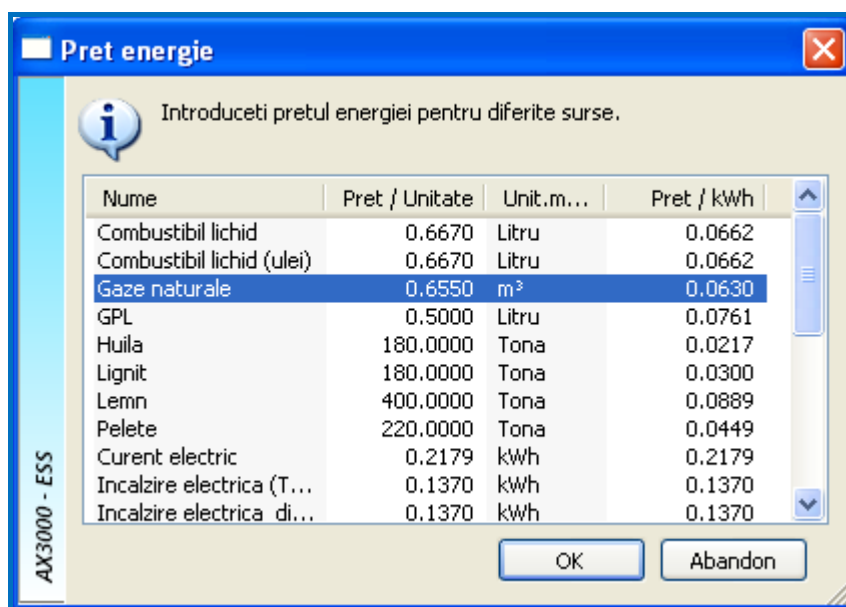 Pret energie
Introduceti pretul energiei pentru diferite surse.
Nume Pret / Unitate Unit.m... Pret / kWh
Combustibil lichid 0.6670 Litru 0.0662
Combustibil lichid (ulei) 0.6670 Litru 0.0662
Gaze naturale 0.6550 m³ 0.0630
GPL 0.5000 Litru 0.0761
Huila 180.0000 Tona 0.0217
Lignit 180.0000 Tona 0.0300
Lemn 400.0000 Tona 0.0889
Pelete 220.0000 Tona 0.0449
Curent electric 0.2179 kWh 0.2179
Incalzire electrica (T... 0.1370 kWh 0.1370
Incalzire electrica di... 0.1370 kWh 0.1370
OK Abandon
AX3000 - ESS